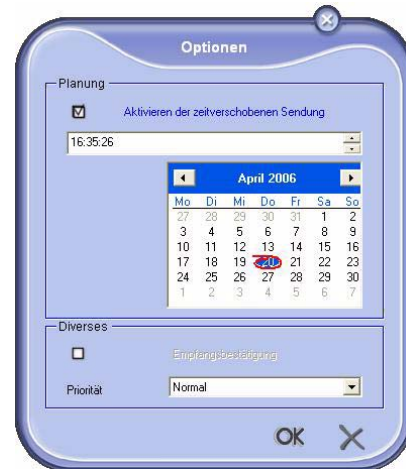 Optionen
Planung
Aktivieren der zeitverschobenen Sendung
16:35:26
April 2006
Mo Di Mi Do Fr Sa So
27 28 29 30 31 1 2
3 4 5 6 7 8 9
10 11 12 13 14 15 16
17 18 19 20 21 22 23
24 25 26 27 28 29 30
1 2 3 4 5 6 7
Diverses
Empfangsbestätigung
Priorität Normal
OK